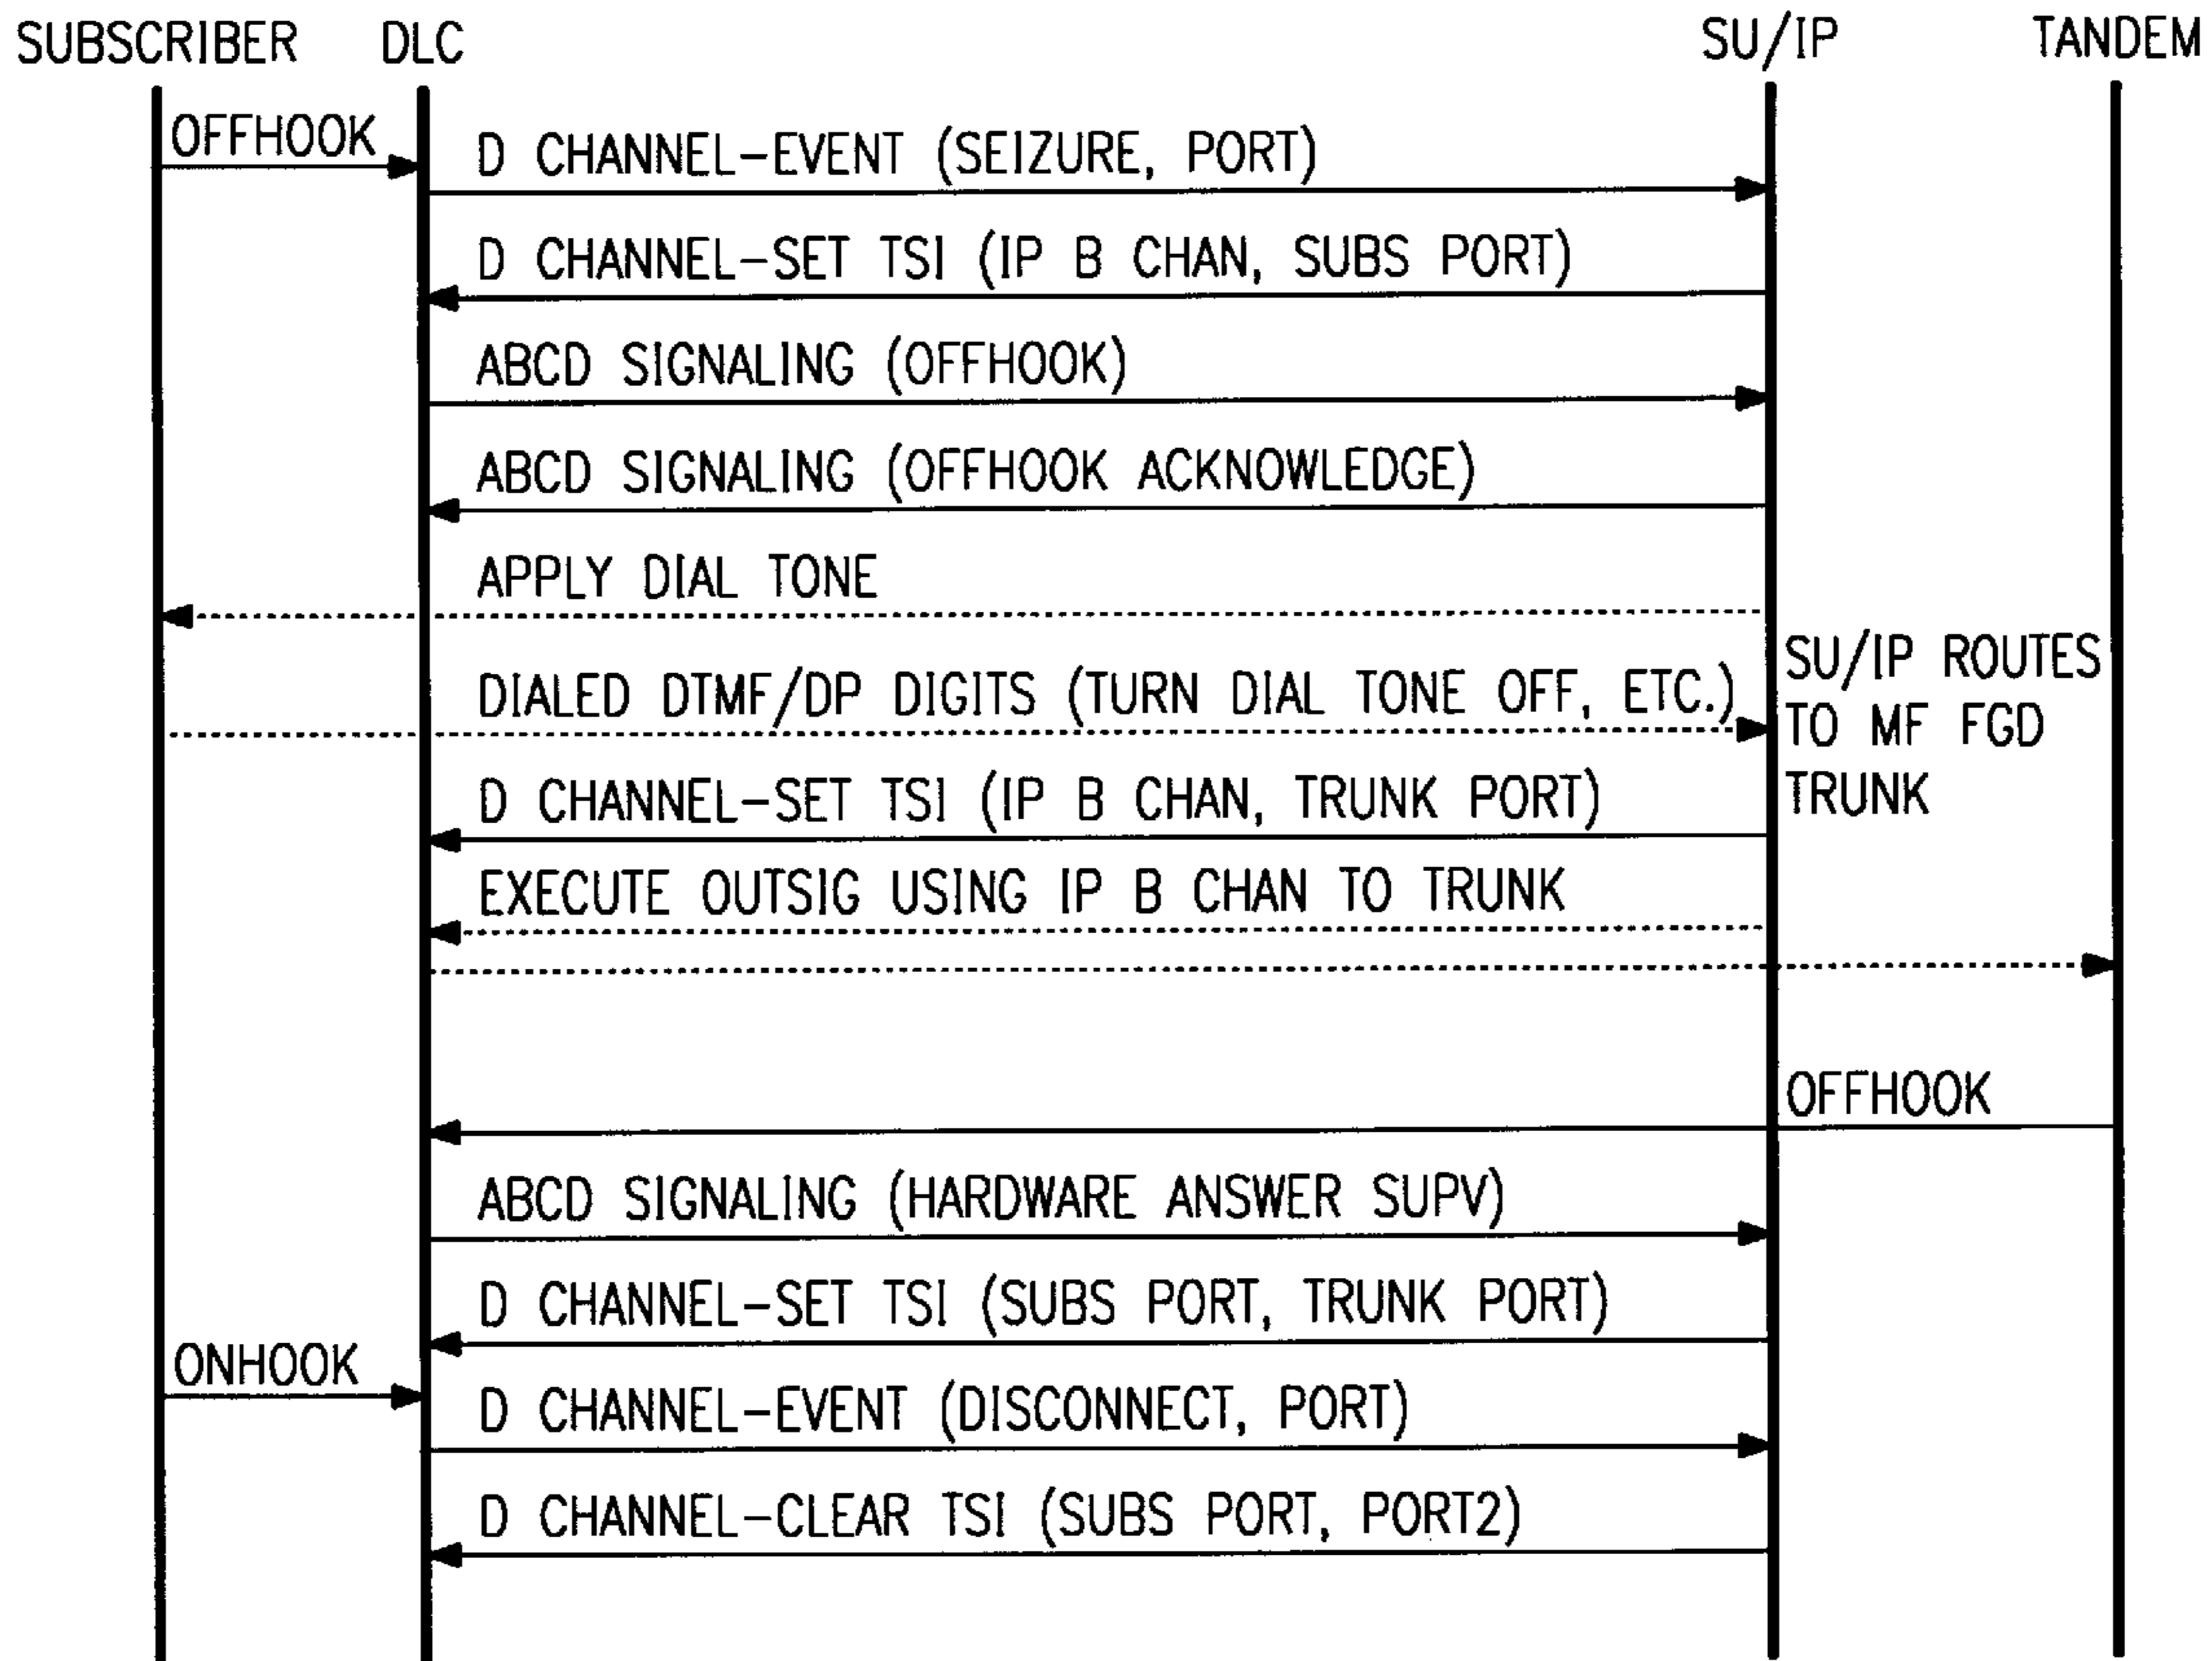 SUBSCRIBER DLC SU/IP TANDEM
OFFHOOK
D CHANNEL-EVENT (SEIZURE, PORT)
D CHANNEL-SET TSI (IP B CHAN, SUBS PORT)
ABCD SIGNALING (OFFHOOK)
ABCD SIGNALING (OFFHOOK ACKNOWLEDGE)
APPLY DIAL TONE
DIALED DTMF/DP DIGITS (TURN DIAL TONE OFF, ETC.)
SU/IP ROUTES
TO MF FGD
TRUNK
D CHANNEL-SET TSI (IP B CHAN, TRUNK PORT)
EXECUTE OUTSIG USING IP B CHAN TO TRUNK
OFFHOOK
ABCD SIGNALING (HARDWARE ANSWER SUPV)
D CHANNEL-SET TSI (SUBS PORT, TRUNK PORT)
ONHOOK
D CHANNEL-EVENT (DISCONNECT, PORT)
D CHANNEL-CLEAR TSI (SUBS PORT, PORT2)